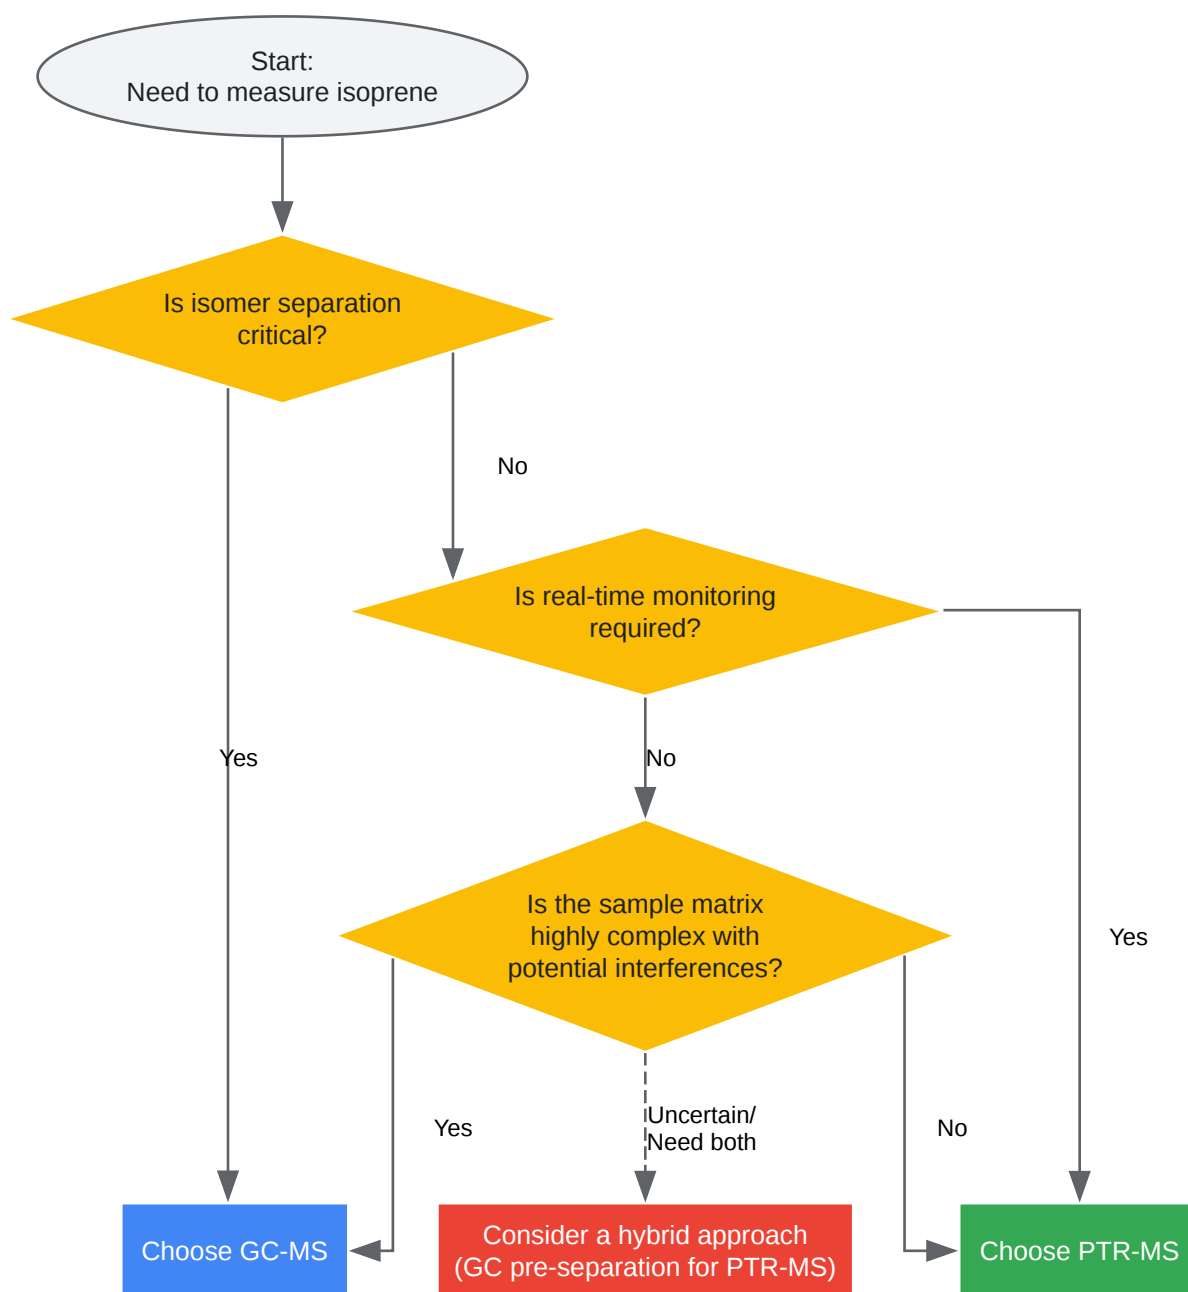 Start:
Need to measure isoprene
Is isomer separation
critical?
No
Is real-time monitoring
required?
Yes
No
Is the sample matrix
highly complex with
potential interferences?
Yes
Yes
Uncertain/
Need both
No
Choose GC-MS
Consider a hybrid approach
(GC pre-separation for PTR-MS)
Choose PTR-MS